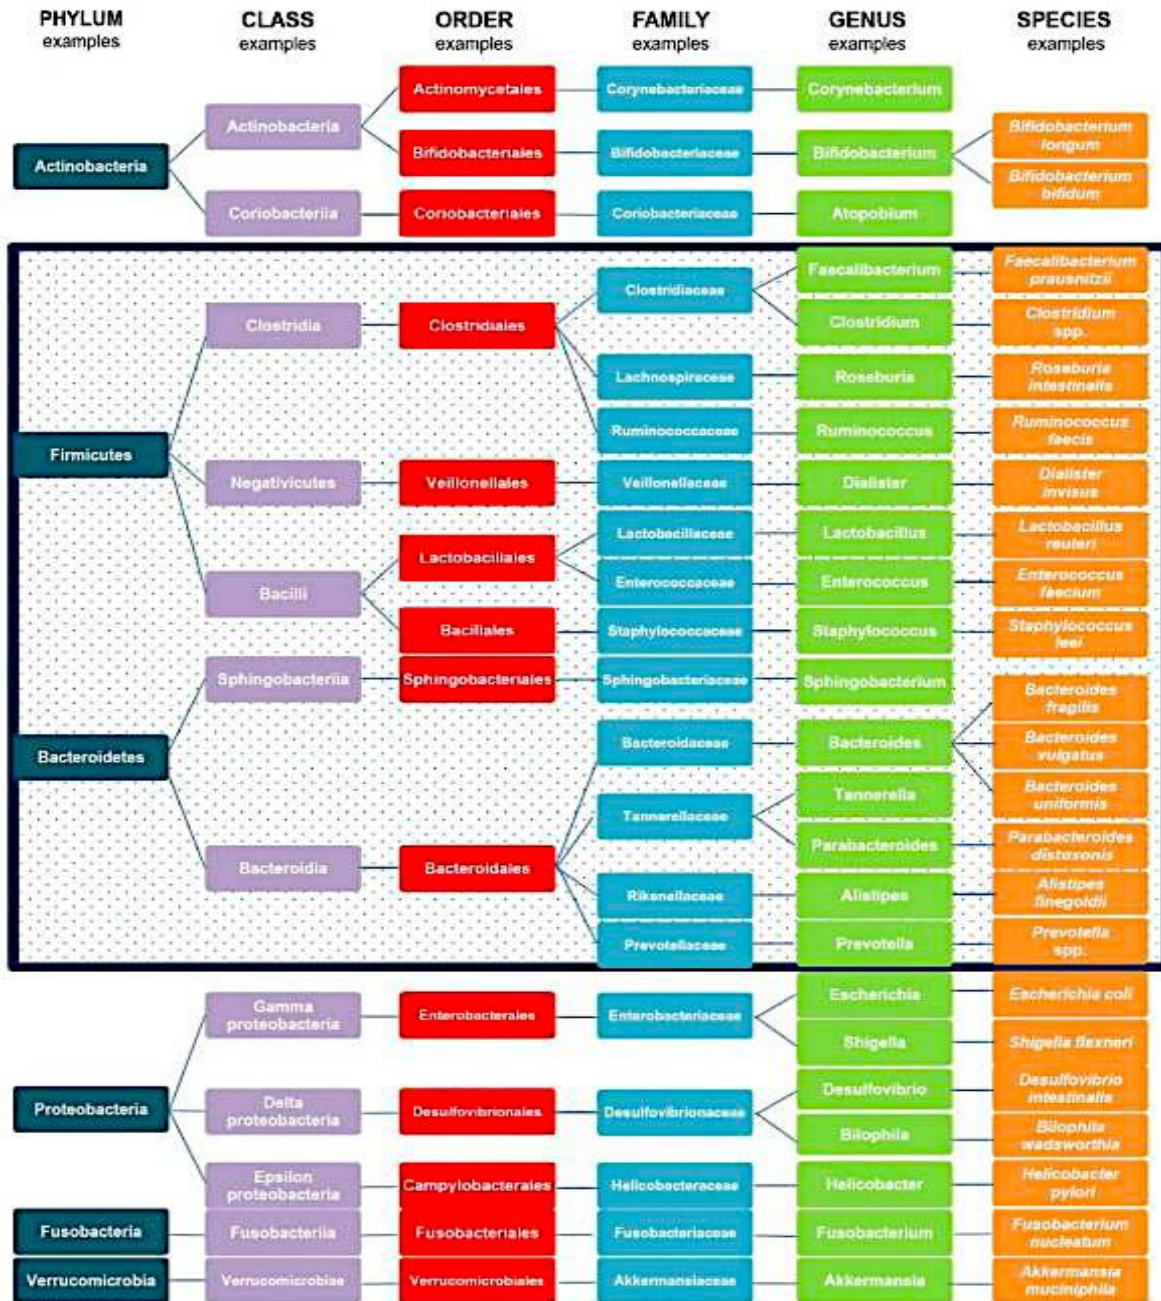 PHYLUM
examples
CLASS
examples
ORDER
examples
FAMILY
examples
GENUS
examples
SPECIES
examples
Actinobacteria
Actinobacteria
Actinomycetales
Corynebacteriaceae
Corynebacterium
Bifidobacteriales
Bifidobacteriaceae
Bifidobacterium
Bifidobacterium
longum
Bifidobacterium
bifidum
Coriobacteriia
Coriobacteriales
Coriobacteriaceae
Atopobium
Firmicutes
Clostridia
Clostridiales
Clostridiaceae
Faecalibacterium
Faecalibacterium
prausnitzii
Clostridium
Clostridium
spp.
Lachnospiraceae
Roseburia
Roseburia
intestinalis
Ruminococcaceae
Ruminococcus
Ruminococcus
faecis
Negativicutes
Veillonellales
Veillonellaceae
Dialister
Dialister
invisus
Bacilli
Lactobaciliales
Lactobacillaceae
Lactobacillus
Lactobacillus
reuteri
Enterococcaceae
Enterococcus
Enterococcus
faecium
Baciliales
Staphylococcaceae
Staphylococcus
Staphylococcus
leei
Bacteroidetes
Sphingobacteriia
Sphingobacteriales
Sphingobacteriaceae
Sphingobacterium
Bacteroidia
Bacteroidales
Bacteroidaceae
Bacteroides
Bacteroides
fragilis
Bacteroides
vulgatus
Bacteroides
uniformis
Tannerellaceae
Tannerella
Parabacteroides
Parabacteroides
distasonis
Rikenellaceae
Alistipes
Alistipes
finegoldii
Prevotellaceae
Prevotella
Prevotella
spp.
Proteobacteria
Gamma
proteobacteria
Enterobacterales
Enterobacteriaceae
Escherichia
Escherichia coli
Shigella
Shigella flexneri
Delta
proteobacteria
Desulfovibrionales
Desulfovibrionaceae
Desulfovibrio
Desulfovibrio
intestinalis
Bilophila
Bilophila
wadsworthia
Epsilon
proteobacteria
Campylobacterales
Helicobacteraceae
Helicobacter
Helicobacter
pylori
Fusobacteria
Fusobacteriia
Fusobacteriales
Fusobacteriaceae
Fusobacterium
Fusobacterium
nucleatum
Verrucomicrobia
Verrucomicrobiae
Verrucomicrobiales
Akkermansiaceae
Akkermansia
Akkermansia
muciniphila